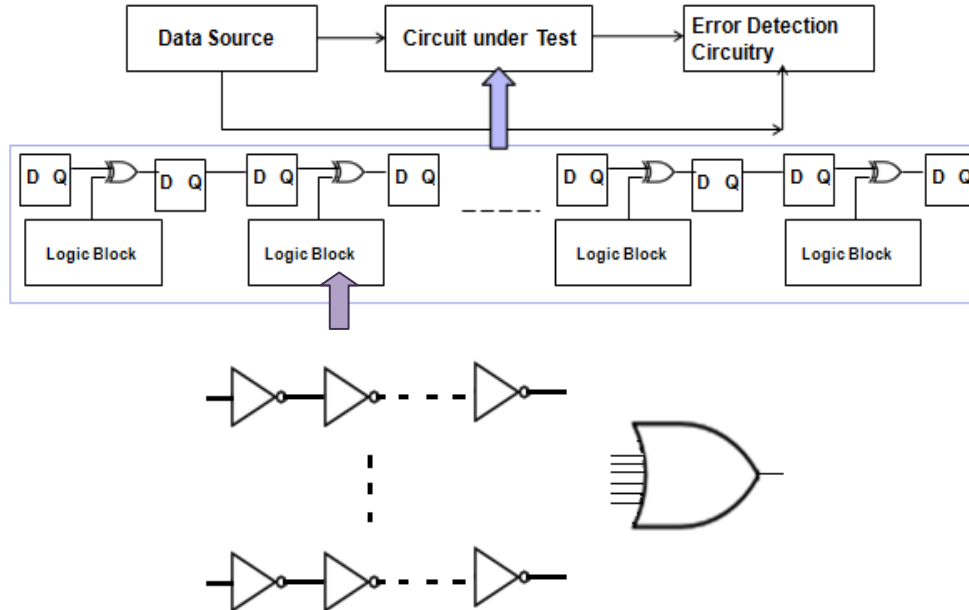 Data Source
Circuit under Test
Error Detection
Circuitry
D Q
D Q
D Q
D Q
D Q
D Q
D Q
D Q
Logic Block
Logic Block
Logic Block
Logic Block